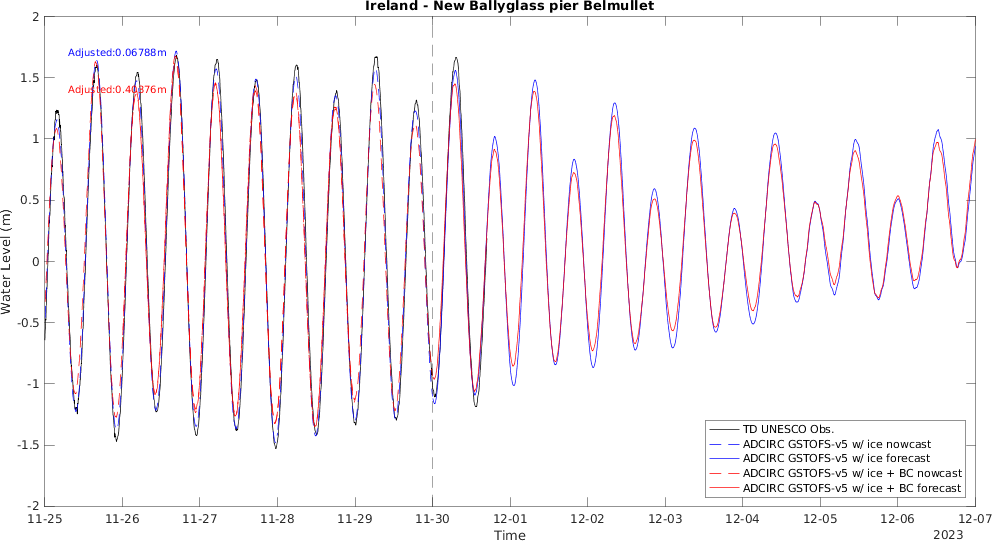 Ireland - New Ballyglass pier Belmullet
Adjusted:0.06788m
Adjusted:0.40376m
Water Level (m)
2
1.5
1
0.5
0
-0.5
-1
-1.5
-2
11-25 11-26 11-27 11-28 11-29 11-30 12-01 12-02 12-03 12-04 12-05 12-06 12-07
Time
2023
TD UNESCO Obs.
ADCIRC GSTOFS-v5 w/ ice nowcast
ADCIRC GSTOFS-v5 w/ ice forecast
ADCIRC GSTOFS-v5 w/ ice + BC nowcast
ADCIRC GSTOFS-v5 w/ ice + BC forecast